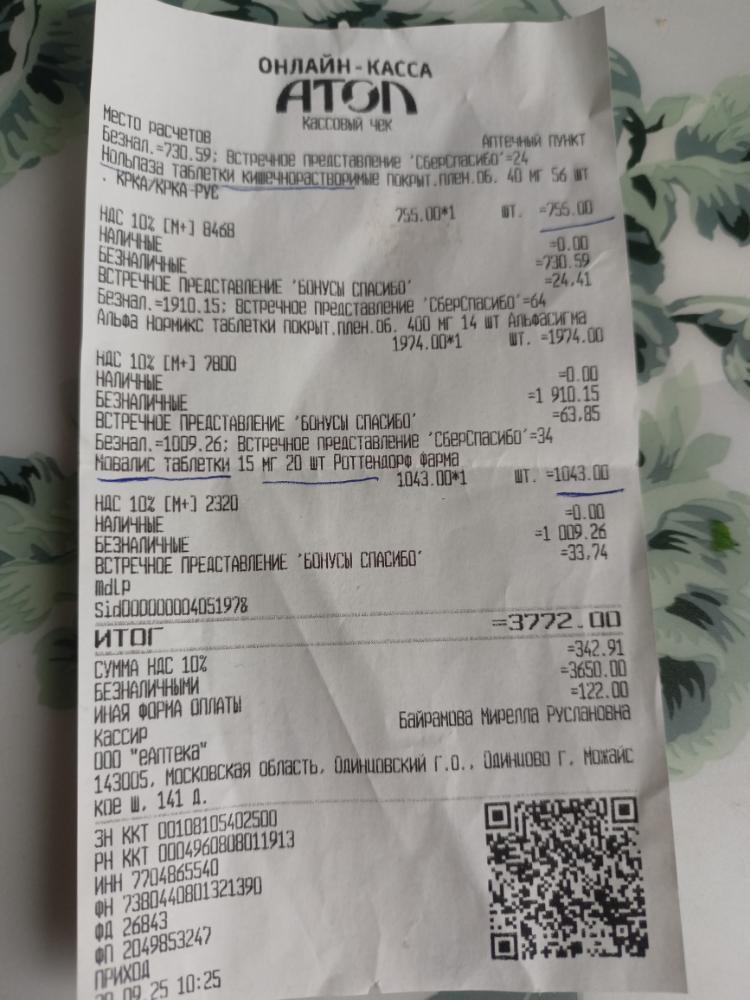 ОНЛАЙН-КАССА
АТОЛ
Кассовый чек
Место расчетов Аптечный пункт
Безнал.=730.59; Встречное представление 'СберСпасибо'=24
Нольпаза таблетки кишечнорастворимые покрыт.плен.об. 40 мг 56 шт
. КРКА/КРКА-РУС
755.00*1 шт. =755.00
НДС 10% [М+] 8468
НАЛИЧНЫЕ =0.00
БЕЗНАЛИЧНЫЕ =730.59
ВСТРЕЧНОЕ ПРЕДСТАВЛЕНИЕ 'БОНУСЫ СПАСИБО' =24,41
Безнал.=1910.15; Встречное представление 'СберСпасибо'=64
Альфа Нормикс таблетки покрыт.плен.об. 400 мг 14 шт Альфасигма
1974.00*1 шт. =1974.00
НДС 10% [М+] 7800
НАЛИЧНЫЕ =0.00
БЕЗНАЛИЧНЫЕ =1 910.15
ВСТРЕЧНОЕ ПРЕДСТАВЛЕНИЕ 'БОНУСЫ СПАСИБО' =63,85
Безнал.=1009.26; Встречное представление 'СберСпасибо'=34
Мовалис таблетки 15 мг 20 шт Роттендорф Фарма
1043.00*1 шт. =1043.00
НДС 10% [М+] 2320
НАЛИЧНЫЕ =0.00
БЕЗНАЛИЧНЫЕ =1 009.26
ВСТРЕЧНОЕ ПРЕДСТАВЛЕНИЕ 'БОНУСЫ СПАСИБО' =33,74
mdlp
Sid000000004051978
ИТОГ =3772.00
СУММА НДС 10% =342.91
БЕЗНАЛИЧНЫМИ =3650.00
ИНАЯ ФОРМА ОПЛАТЫ =122.00
Кассир Байрамова Мирелла Руслановна
ООО "еАптека"
143005, Московская область, Одинцовский Г.О., Одинцово г, Можайс
кое ш, 141 д.
ЗН ККТ 00108105402500
РН ККТ 0004960808011913
ИНН 7704865540
ФН 7380440801321390
ФД 26843
ФП 2049853247
ПРИХОД
09.25 10:25